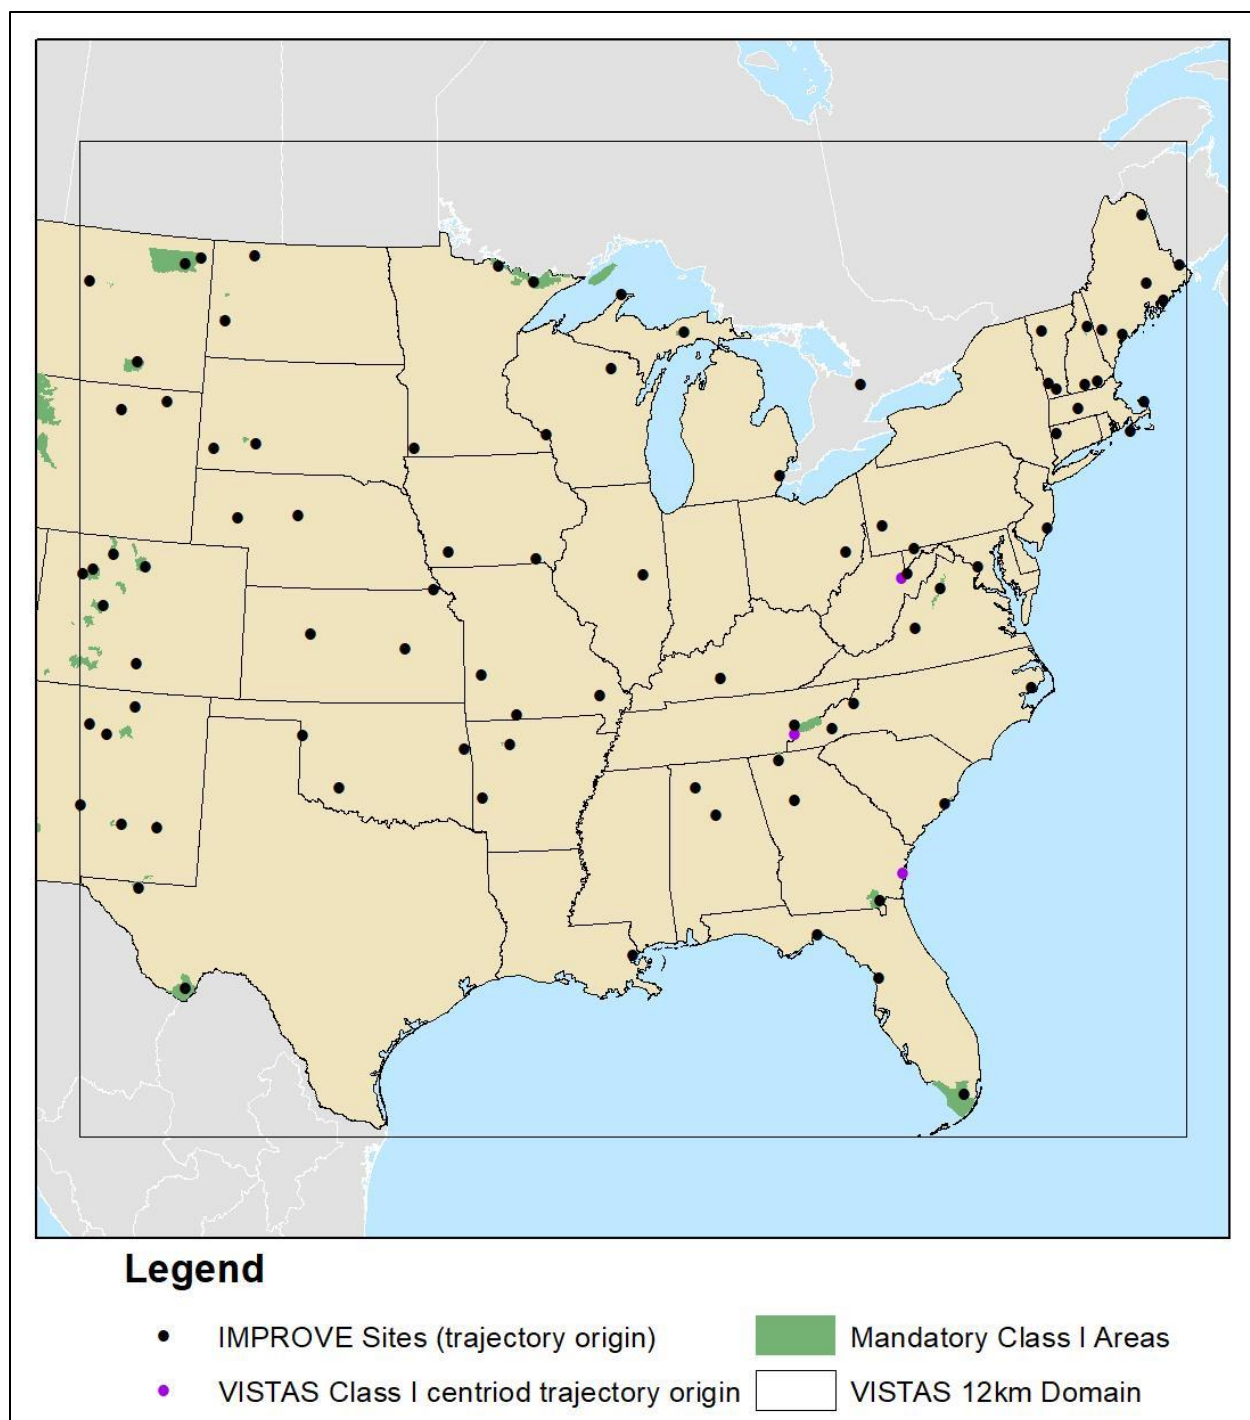 Legend
IMPROVE Sites (trajectory origin)
Mandatory Class I Areas
VISTAS Class I centriod trajectory origin
VISTAS 12km Domain